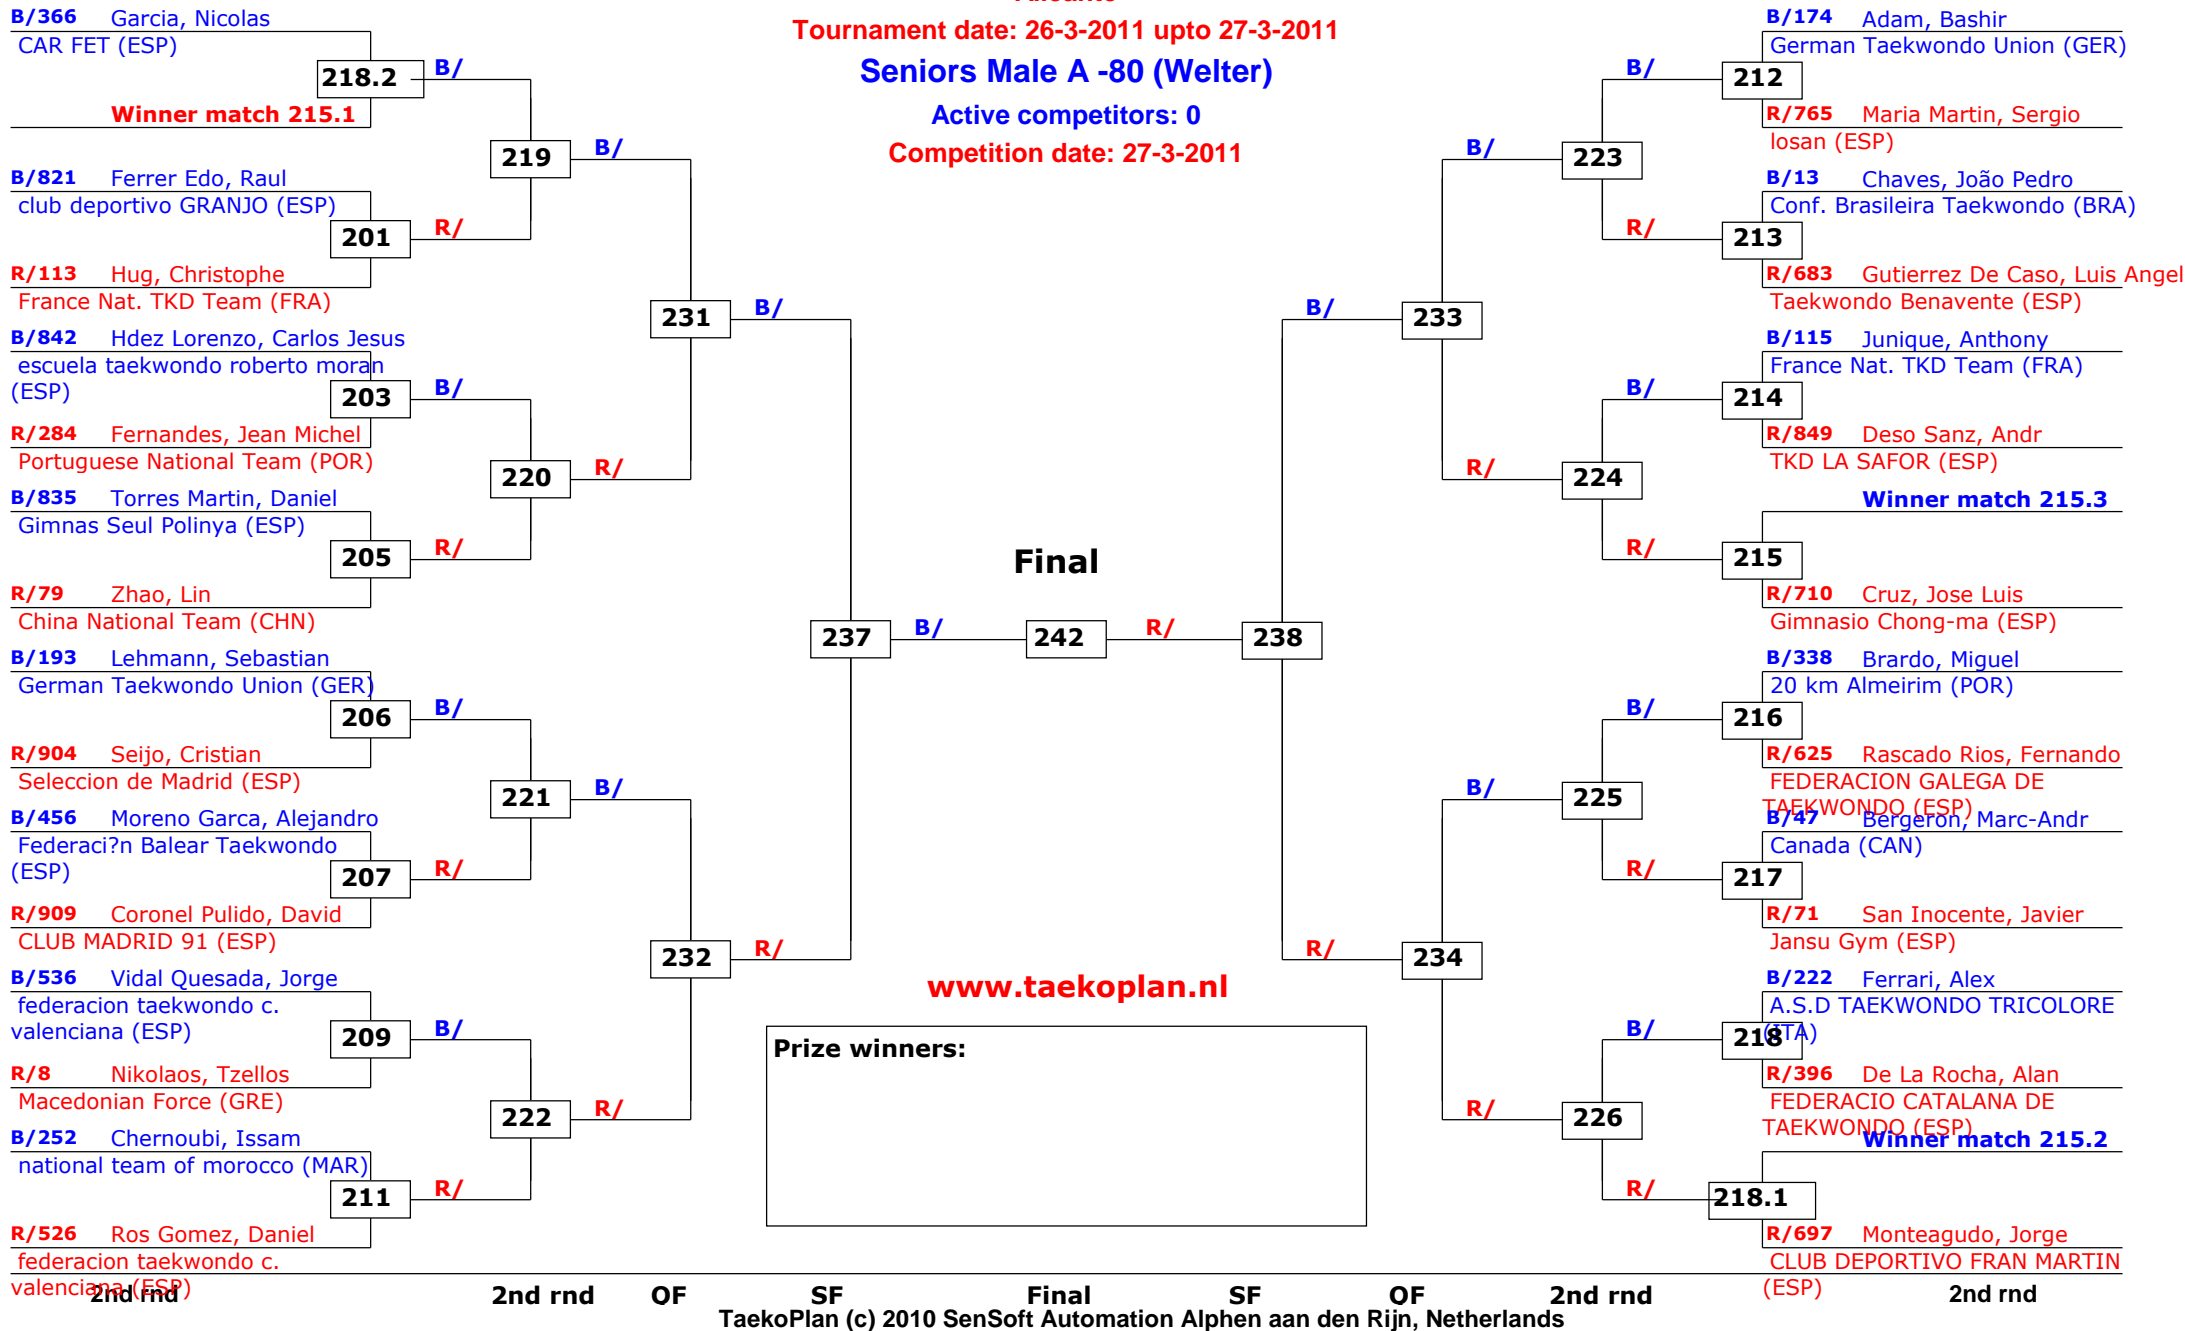 Alicante
Tournament date: 26-3-2011 upto 27-3-2011
Seniors Male A -80 (Welter)
Active competitors: 0
Competition date: 27-3-2011
B/366 Garcia, Nicolas
CAR FET (ESP)
218.2 B/
Winner match 215.1
219 B/
B/821 Ferrer Edo, Raul
club deportivo GRANJO (ESP)
201 R/
R/113 Hug, Christophe
France Nat. TKD Team (FRA)
231 B/
B/842 Hdez Lorenzo, Carlos Jesus
escuela taekwondo roberto moran
(ESP)
203 B/
R/284 Fernandes, Jean Michel
Portuguese National Team (POR)
220 R/
B/835 Torres Martin, Daniel
Gimnas Seul Polinya (ESP)
205 R/
R/79 Zhao, Lin
China National Team (CHN)
237 B/
B/193 Lehmann, Sebastian
German Taekwondo Union (GER)
206 B/
R/904 Seijo, Cristian
Seleccion de Madrid (ESP)
221 B/
B/456 Moreno Garca, Alejandro
Federaci?n Balear Taekwondo
(ESP)
207 R/
R/909 Coronel Pulido, David
CLUB MADRID 91 (ESP)
232 R/
B/536 Vidal Quesada, Jorge
federacion taekwondo c.
valenciana (ESP)
209 B/
R/8 Nikolaos, Tzellos
Macedonian Force (GRE)
222 R/
B/252 Chernoubi, Issam
national team of morocco (MAR)
211 R/
R/526 Ros Gomez, Daniel
federacion taekwondo c.
valenciana (ESP)
Final
242
www.taekoplan.nl
Prize winners:
B/174 Adam, Bashir
German Taekwondo Union (GER)
B/ 212
R/765 Maria Martin, Sergio
Iosan (ESP)
B/ 223
B/13 Chaves, João Pedro
Conf. Brasileira Taekwondo (BRA)
R/ 213
R/683 Gutierrez De Caso, Luis Angel
Taekwondo Benavente (ESP)
B/ 233
B/115 Junique, Anthony
France Nat. TKD Team (FRA)
B/ 214
R/849 Deso Sanz, Andr
TKD LA SAFOR (ESP)
R/ 224
Winner match 215.3
R/ 215
R/710 Cruz, Jose Luis
Gimnasio Chong-ma (ESP)
R/ 238
B/338 Brardo, Miguel
20 km Almeirim (POR)
B/ 216
R/625 Rascado Rios, Fernando
FEDERACION GALEGA DE
TAEKWONDO (ESP)
B/ 225
B/47 Bergeron, Marc-Andr
Canada (CAN)
R/ 217
R/71 San Inocente, Javier
Jansu Gym (ESP)
R/ 234
B/222 Ferrari, Alex
A.S.D TAEKWONDO TRICOLORE
(ITA)
B/ 218
R/396 De La Rocha, Alan
FEDERACIO CATALANA DE
TAEKWONDO (ESP)
R/ 226
Winner match 215.2
R/ 218.1
R/697 Monteagudo, Jorge
CLUB DEPORTIVO FRAN MARTIN
(ESP)
2nd rnd 2nd rnd QF SF Final SF QF 2nd rnd 2nd rnd
TaekoPlan (c) 2010 SenSoft Automation Alphen aan den Rijn, Netherlands